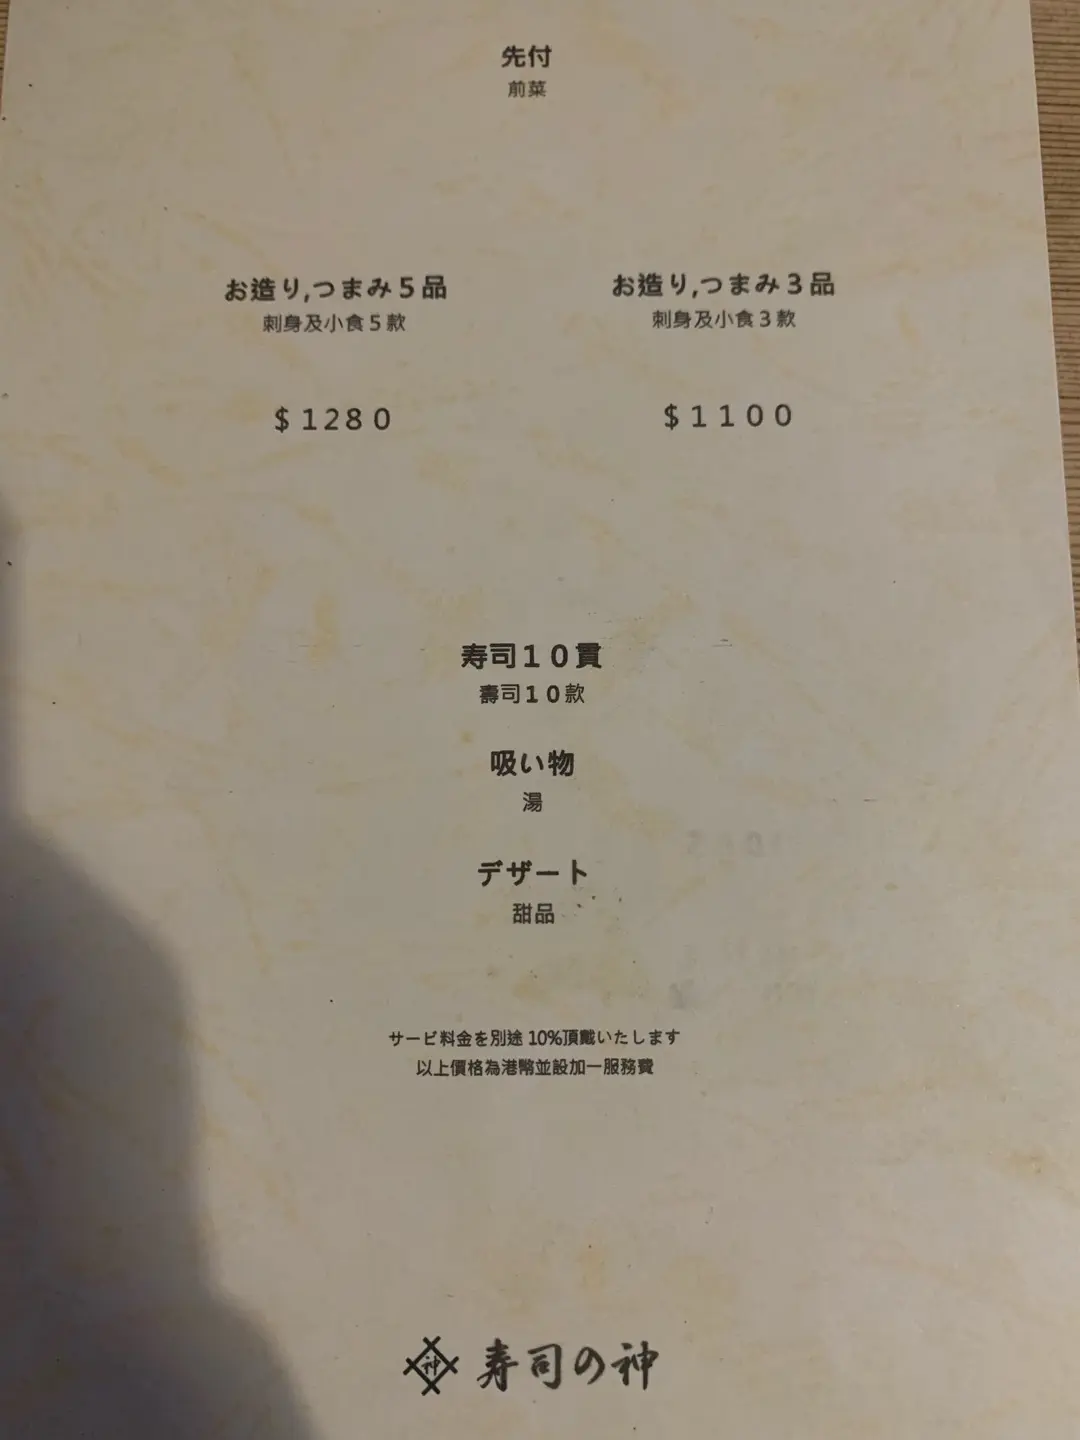 先付
前菜
お造り,つまみ５品
刺身及小食５款
＄1280
お造り,つまみ３品
刺身及小食３款
＄１１００
寿司１０貫
壽司１０款
吸い物
湯
デザート
甜品
サービ料金を別途 10%頂戴いたします
以上價格為港幣並設加一服務費
神 寿司の神